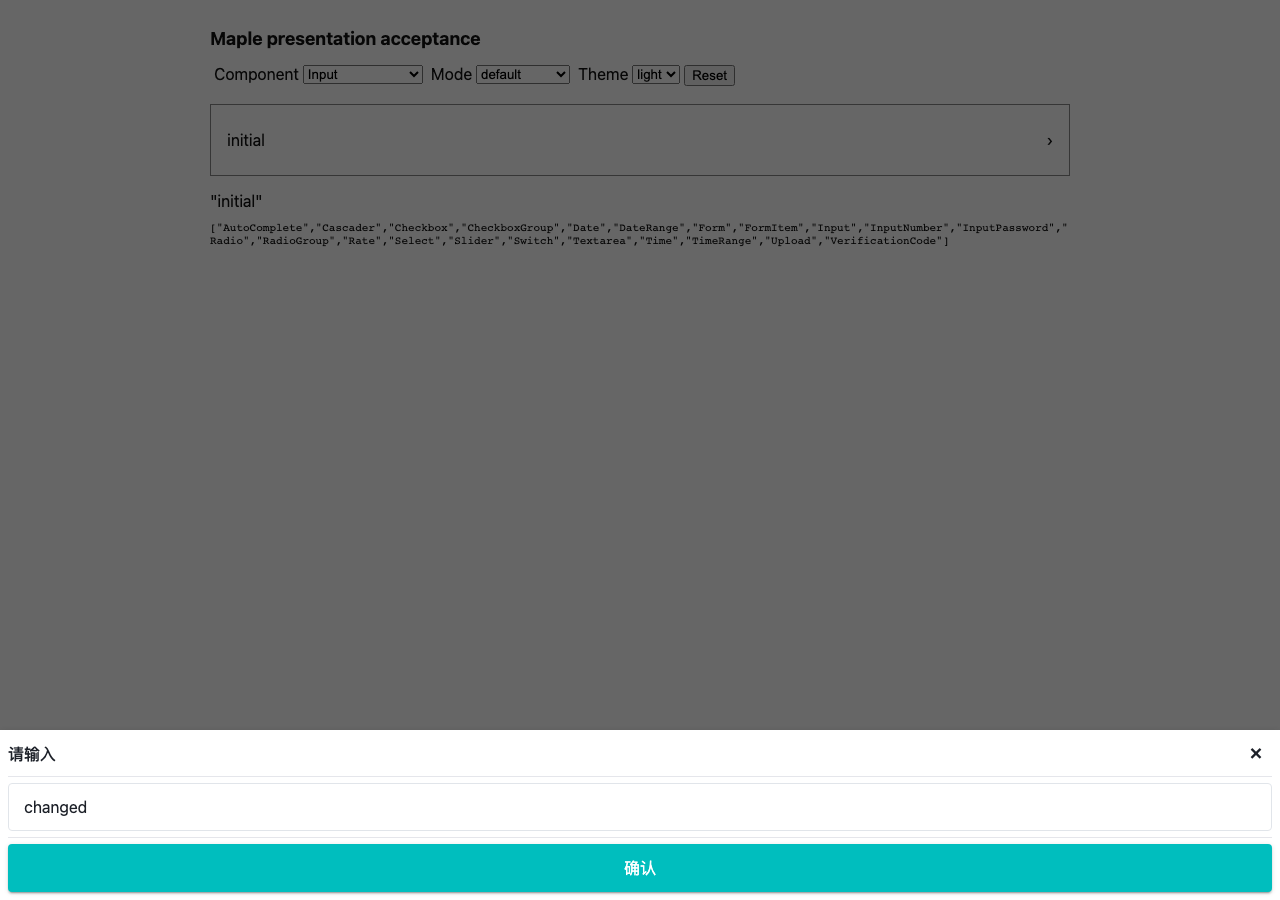 Maple presentation acceptance
Component Input Mode default Theme light Reset
initial ›
"initial"
["AutoComplete","Cascader","Checkbox","CheckboxGroup","Date","DateRange","Form","FormItem","Input","InputNumber","InputPassword","
Radio","RadioGroup","Rate","Select","Slider","Switch","Textarea","Time","TimeRange","Upload","VerificationCode"]
请输入 ×
changed
确认